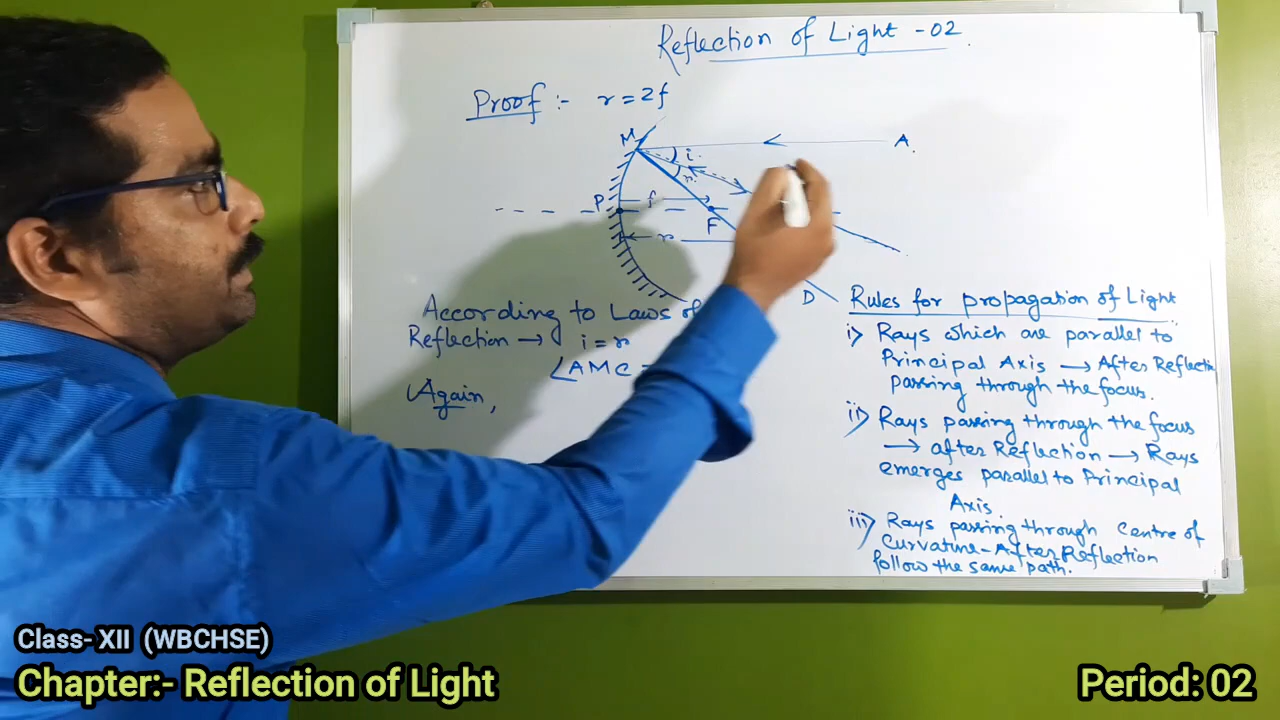 Reflection of Light - 02
Proof :- r = 2f
M
A.
i
r
P
f
F
r
D
According to Laws of
Reflection → i = r
∠AMC
Again,
Rules for propagation of Light
i) Rays which are parallel to
Principal Axis → After Reflectio
passing through the focus.
ii) Rays passing through the focus
→ after Reflection → Rays
emerges parallel to Principal
Axis
iii) Rays passing through Centre of
Curvature - After Reflection
follow the same path.
Class- XII (WBCHSE)
Chapter:- Reflection of Light
Period: 02